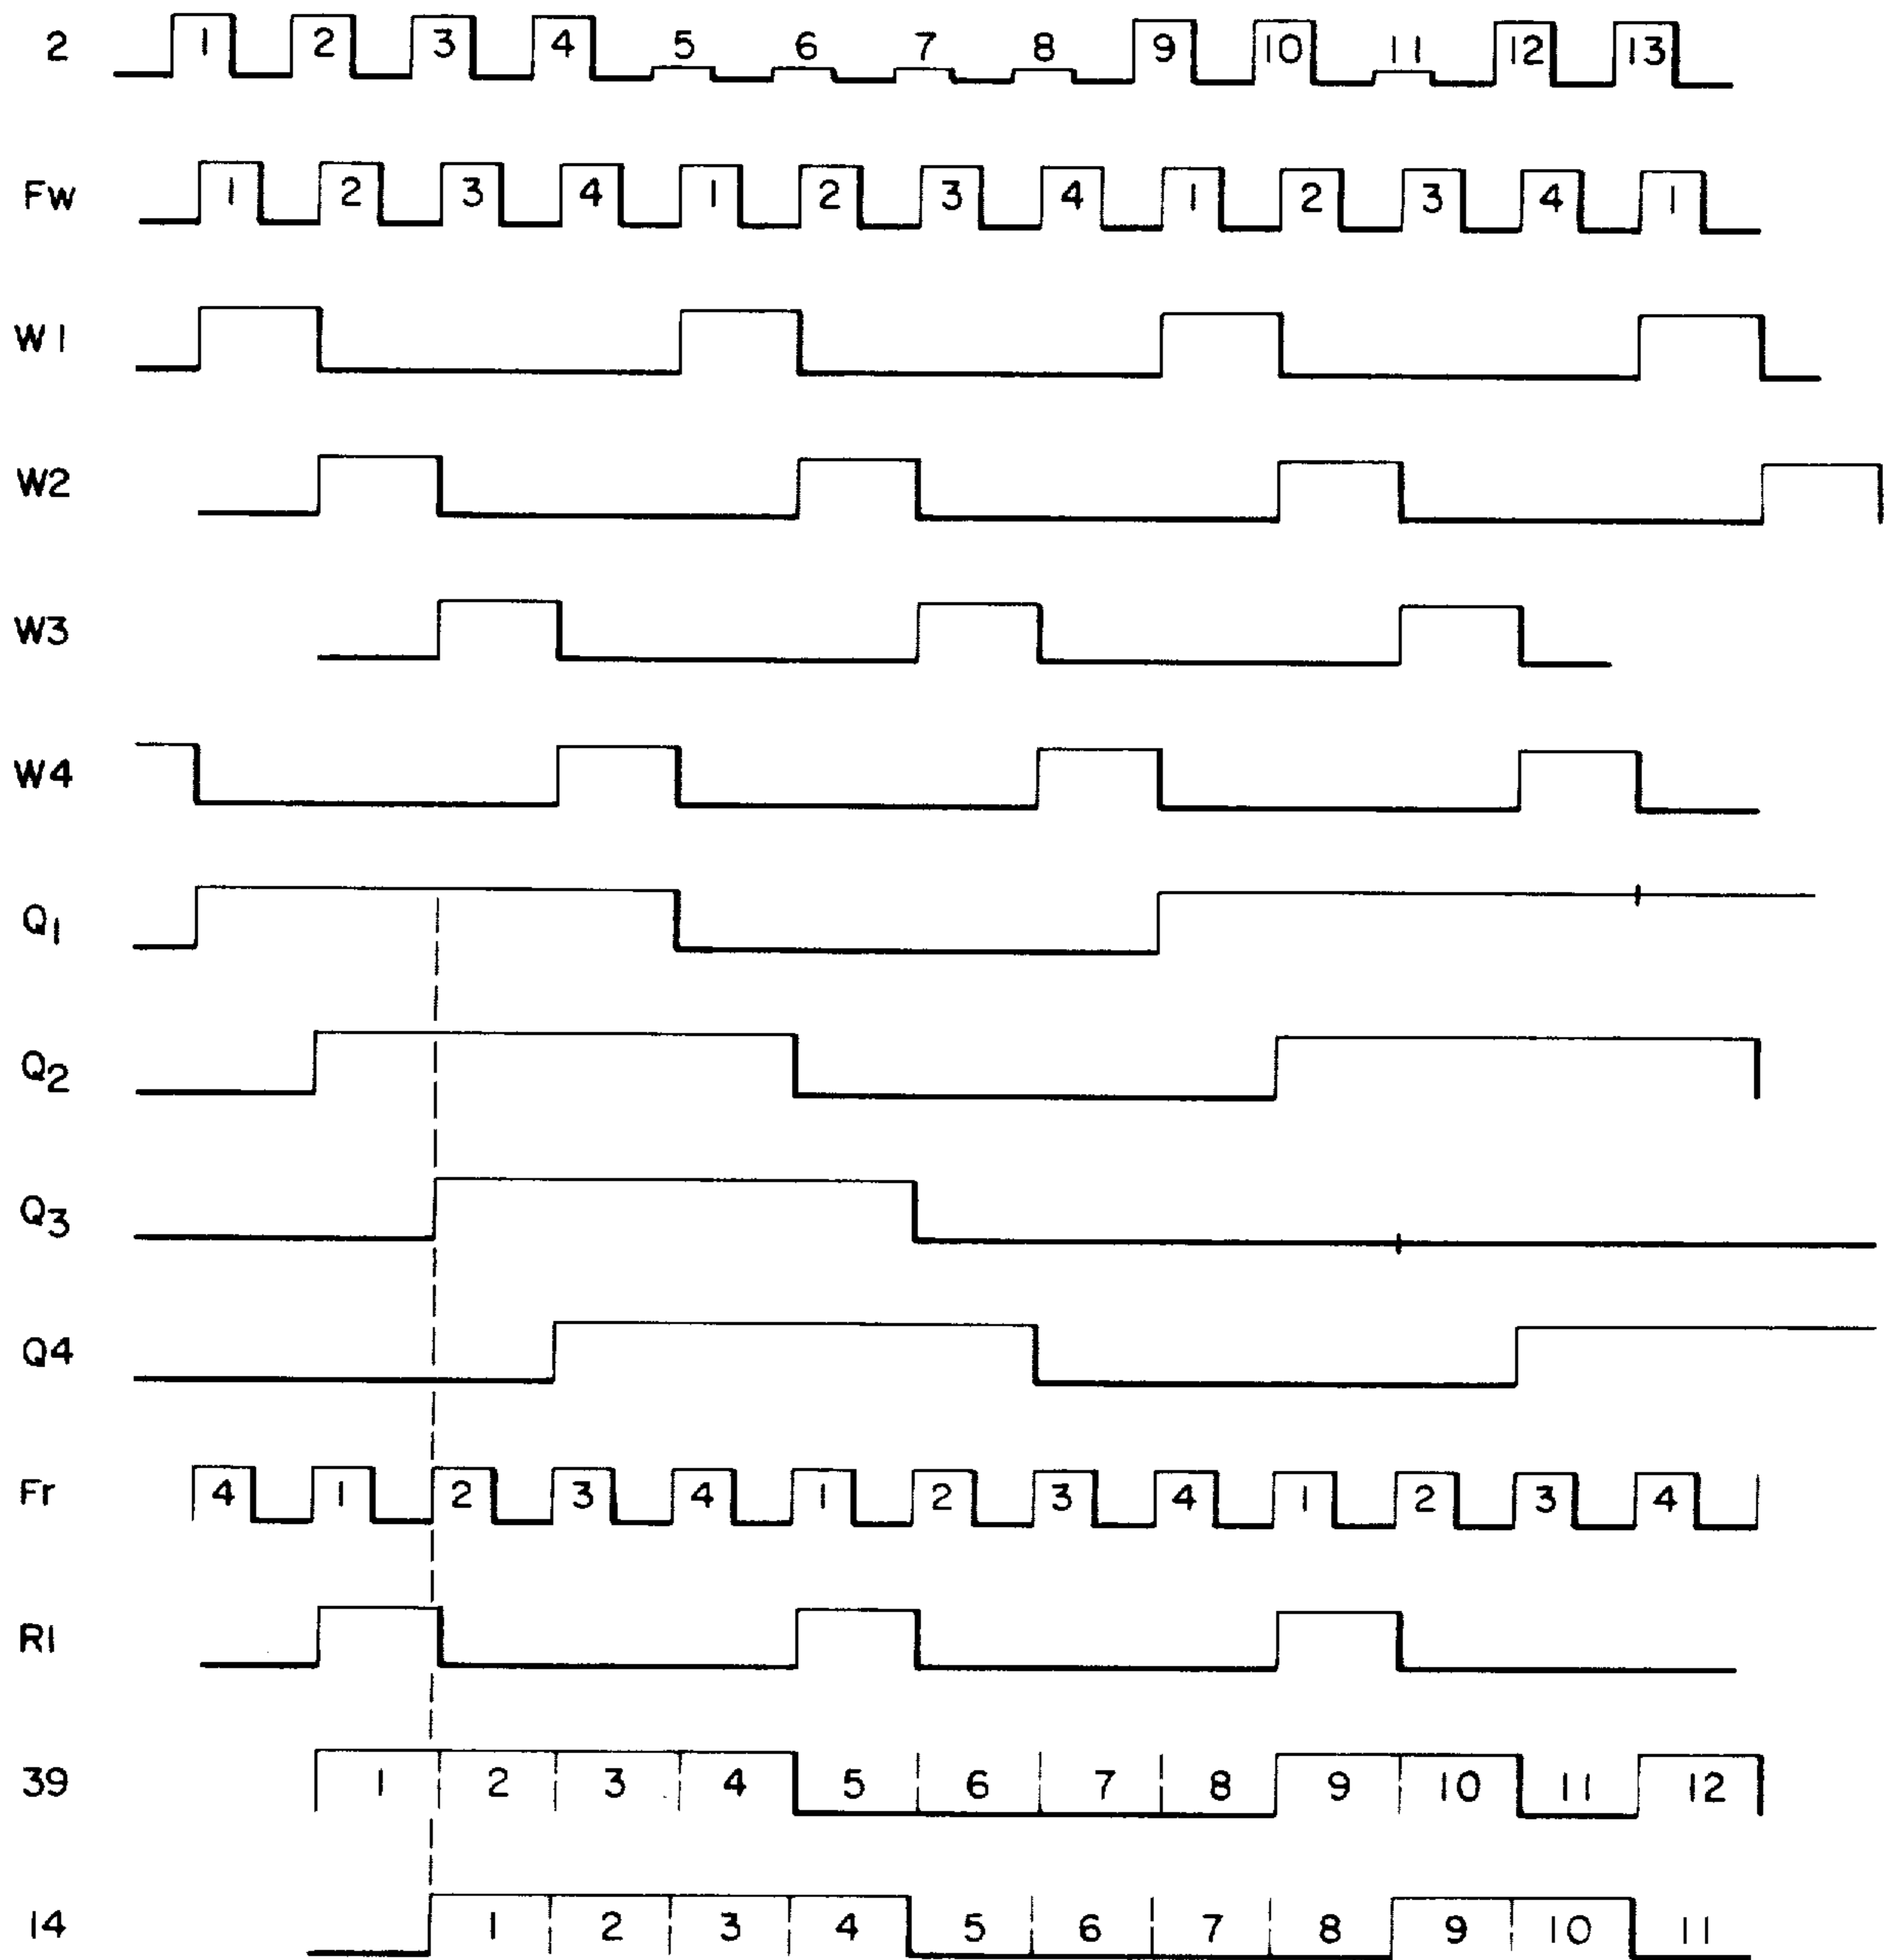 2 1 2 3 4 5 6 7 8 9 10 11 12 13
Fw 1 2 3 4 1 2 3 4 1 2 3 4 1
W1
W2
W3
W4
Q1
Q2
Q3
Q4
Fr 4 1 2 3 4 1 2 3 4 1 2 3 4
R1
39 1 2 3 4 5 6 7 8 9 10 11 12
14 1 2 3 4 5 6 7 8 9 10 11